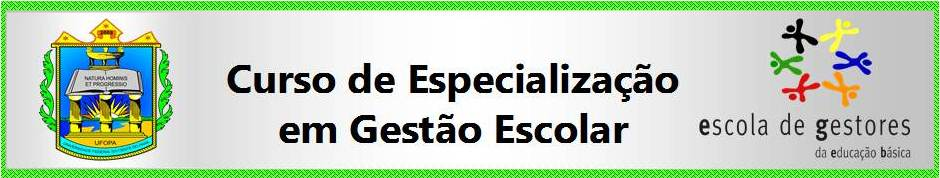 NATURA HOMINIS
ET PROGRESSIO
UFOPA
Curso de Especialização
em Gestão Escolar
escola de gestores
da educação básica